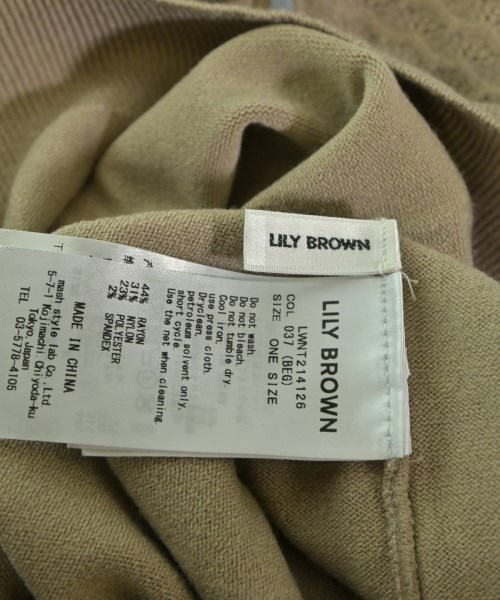 LILY BROWN
LILY BROWN
LWNT214126
COL 037 (BEG)
SIZE ONE SIZE
Do not wash.
Do not bleach.
Do not tumble dry.
Cool iron.
use press cloth.
Dryclean.
petroleum solvent only.
short cycle.
Use the net when cleaning
44% RAYON
31% NYLON
23% POLYESTER
2% SPANDEX
MADE IN CHINA
mash style lab Co.,Ltd
5-7-1 Kojimachi Chiyoda-ku
Tokyo Japan
TEL 03-5778-4105